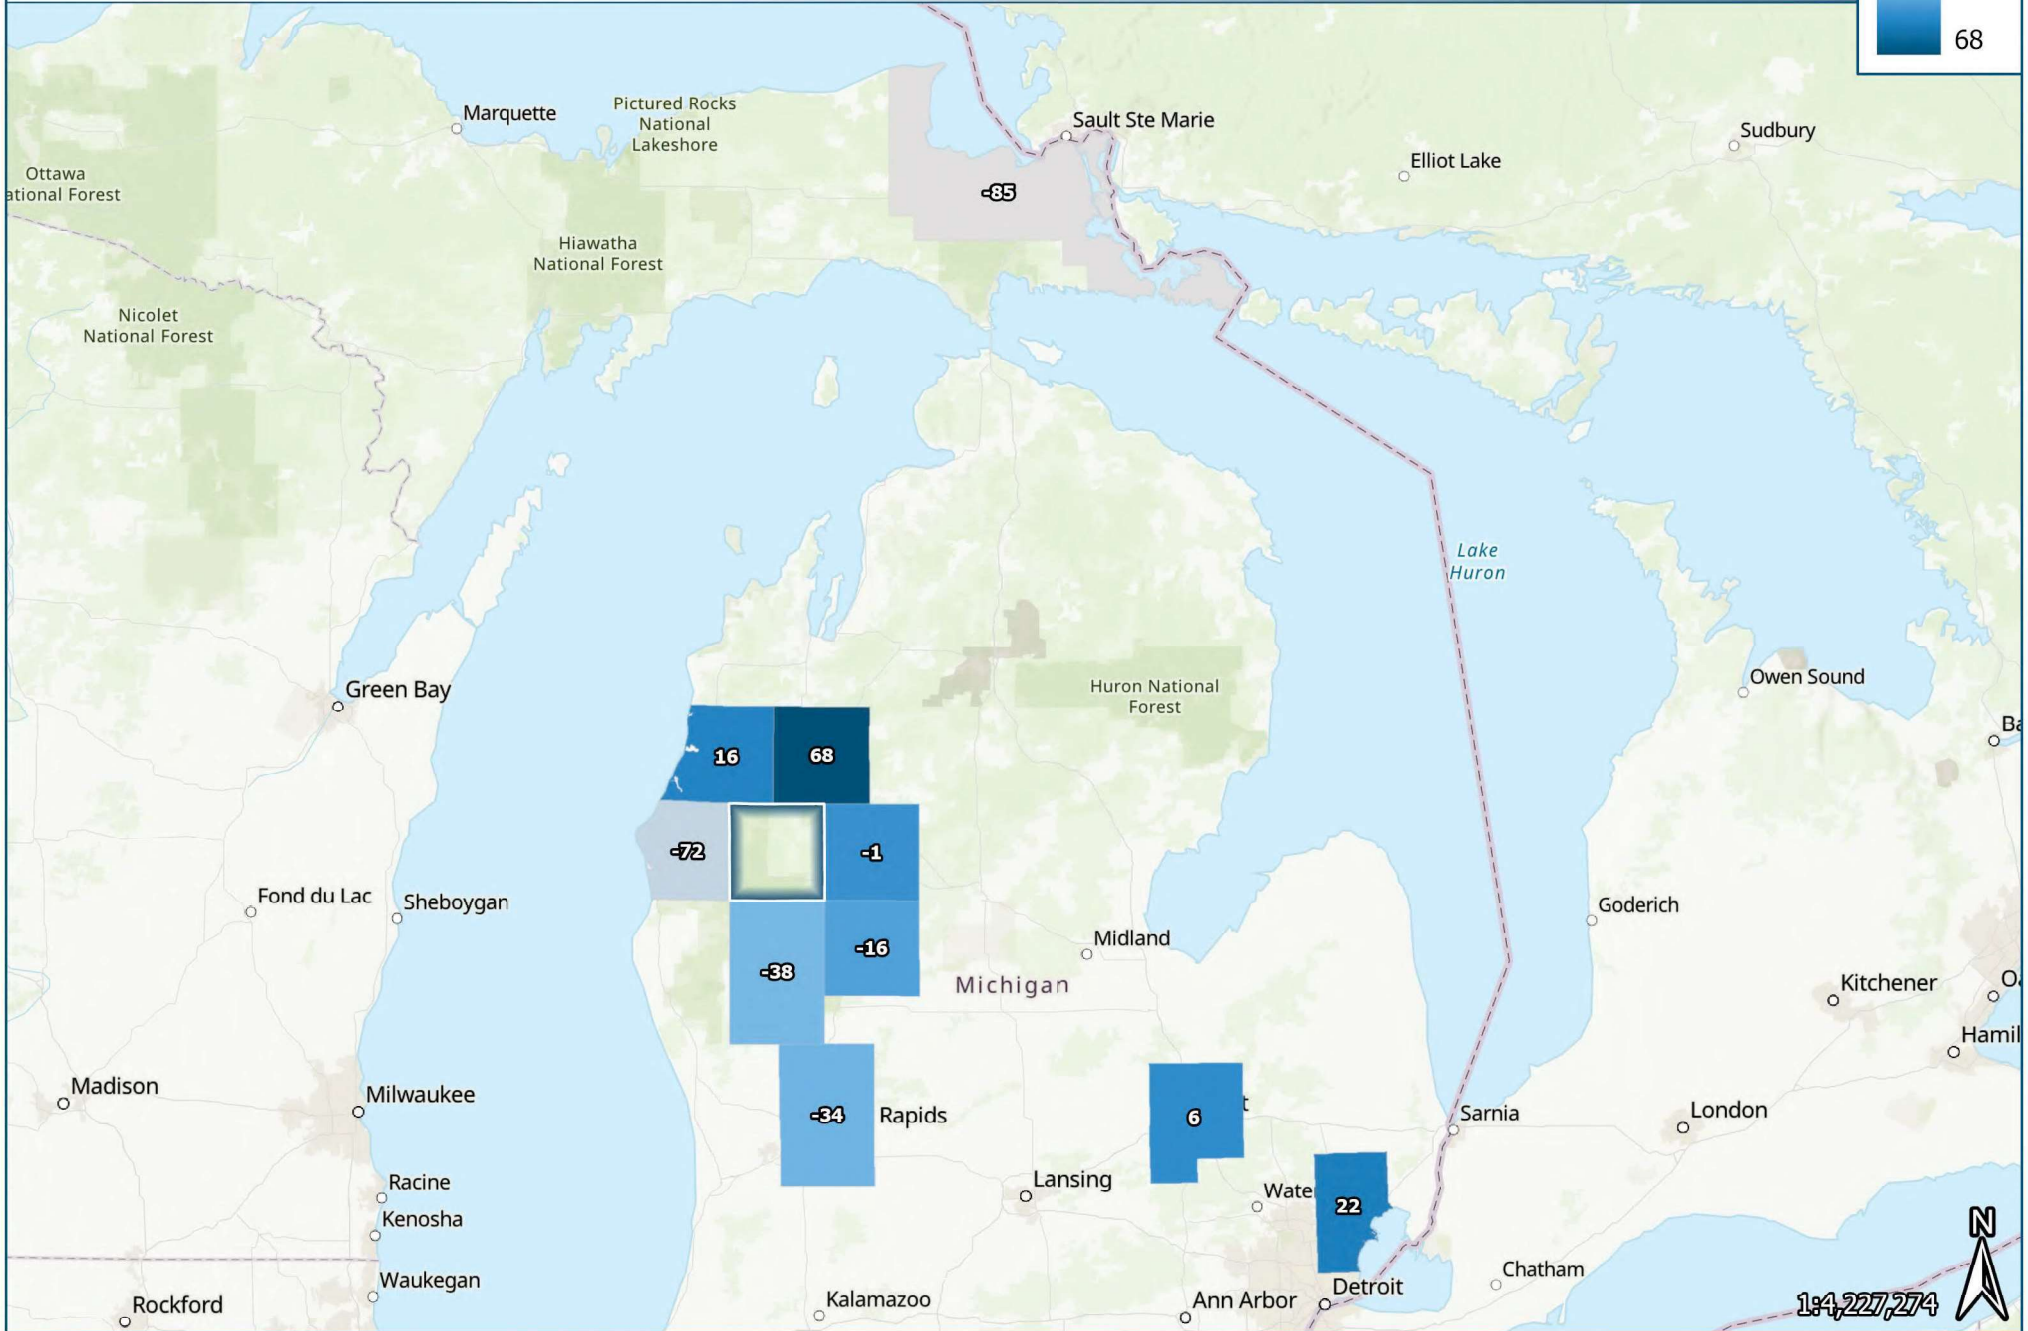 68
Marquette
Pictured Rocks
National
Lakeshore
Sault Ste Marie
Sudbury
Elliot Lake
Ottawa
ational Forest
-85
Hiawatha
National Forest
Nicolet
National Forest
Lake
Huron
Green Bay
Huron National
Forest
Owen Sound
Ba
16
68
-72
-1
Fond du Lac
Sheboygan
Goderich
Midland
-16
-38
Michigan
Kitchener
Oa
Hamil
Madison
Milwaukee
-34
Rapids
6
t
Sarnia
London
Racine
Lansing
Wate
22
Kenosha
N
Waukegan
Chatham
Detroit
Rockford
Kalamazoo
Ann Arbor
1:4,227,274